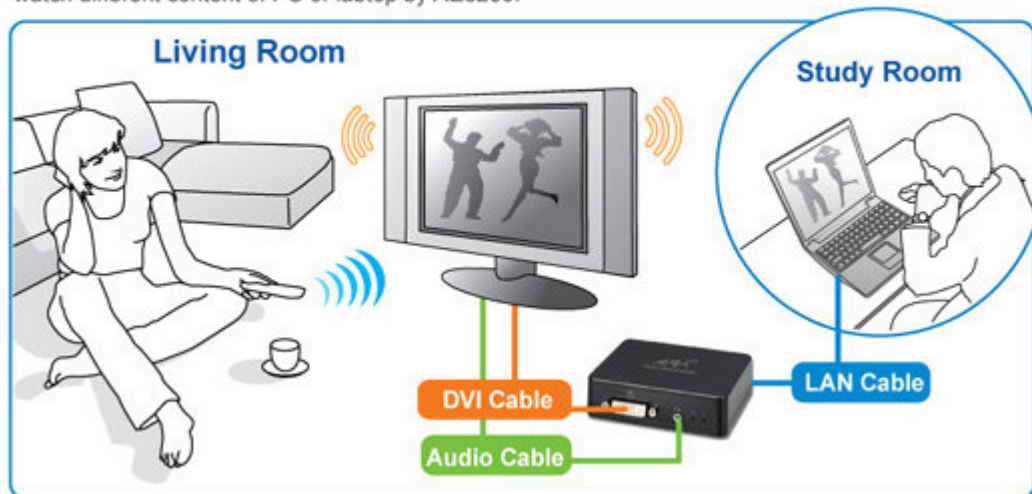 Living Room
Study Room
DVI Cable
LAN Cable
Audio Cable